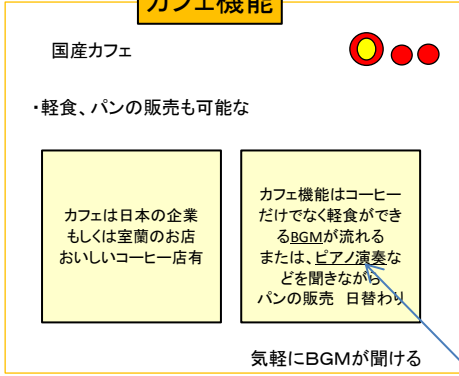 カフェ機能
国産カフェ
・軽食、パンの販売も可能な
カフェは日本の企業
もしくは室蘭のお店
おいしいコーヒー店有
カフェ機能はコーヒー
だけでなく軽食ができ
るBGMが流れる
または、ピアノ演奏な
どを聞きながら
パンの販売　日替わり
気軽にBGMが聞ける